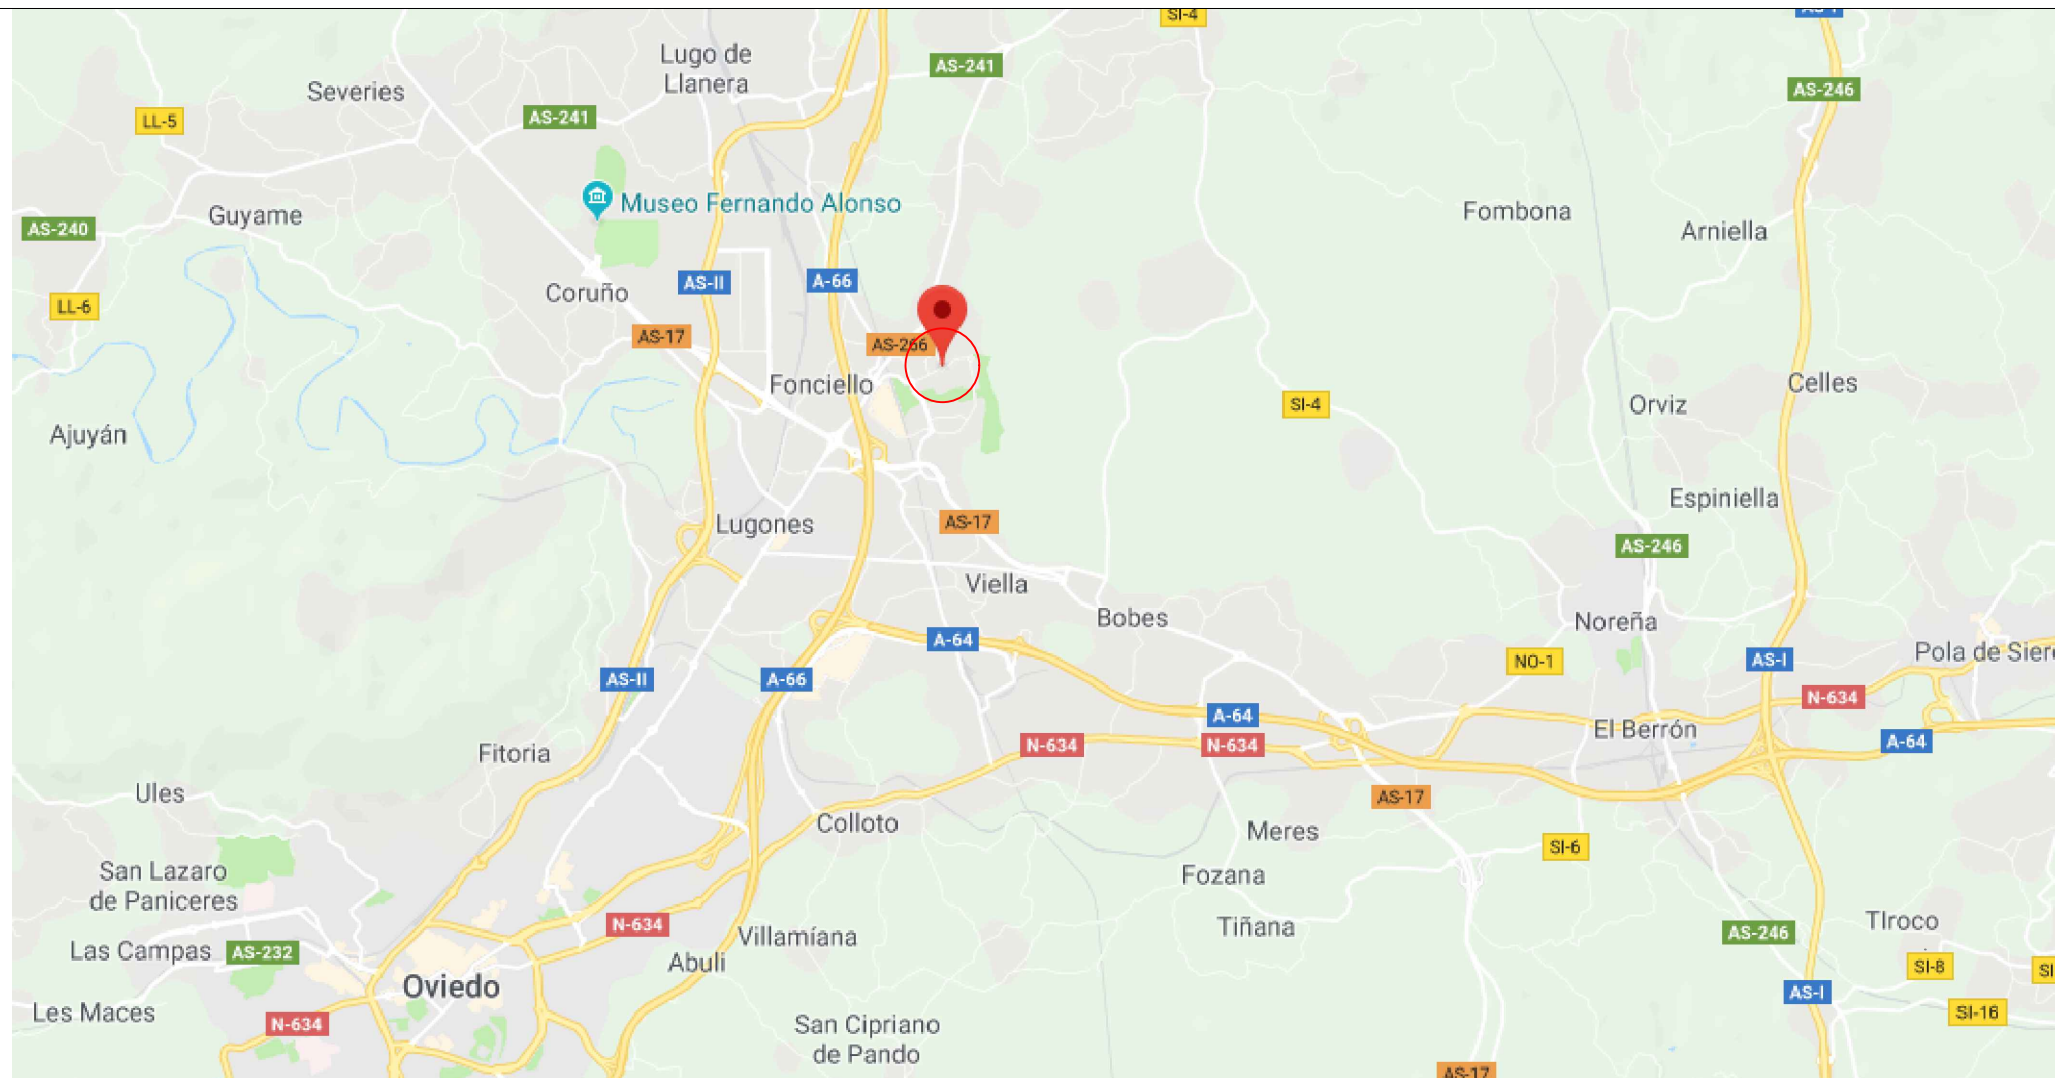 SI-4
AS-I
Lugo de
Llanera
AS-241
Severies
AS-246
LL-5
AS-241
Museo Fernando Alonso
Guyame
Fombona
AS-240
Arniella
Coruño
AS-II
A-66
LL-6
AS-17
AS-266
Fonciello
Celles
SI-4
Orviz
Ajuyán
Espiniella
Lugones
AS-17
AS-246
Viella
Bobes
Noreña
A-64
Pola de Sier
NO-1
AS-I
AS-II
A-66
N-634
A-64
El Berrón
N-634
N-634
A-64
Fitoria
Ules
AS-17
Colloto
Meres
SI-6
San Lazaro
de Paniceres
Fozana
N-634
Tiñana
TIroco
Villamíana
AS-246
Las Campas
AS-232
Abuli
SI-8
SI
Oviedo
AS-I
Les Maces
SI-16
N-634
San Cipriano
de Pando
AS-17